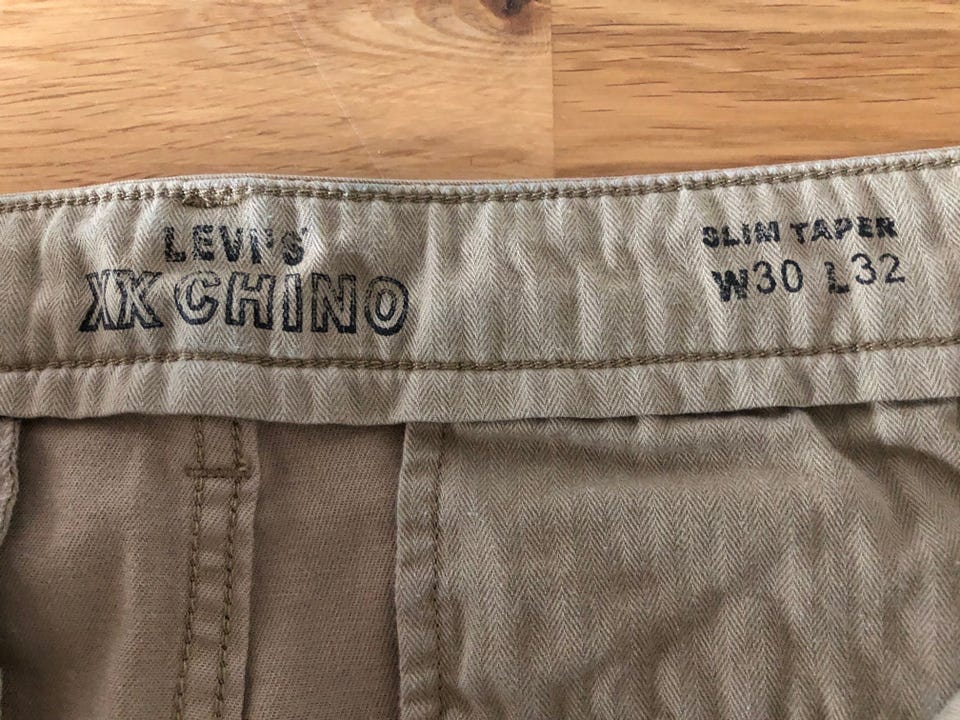 LEVI'S
XX CHINO
SLIM TAPER
W30 L32